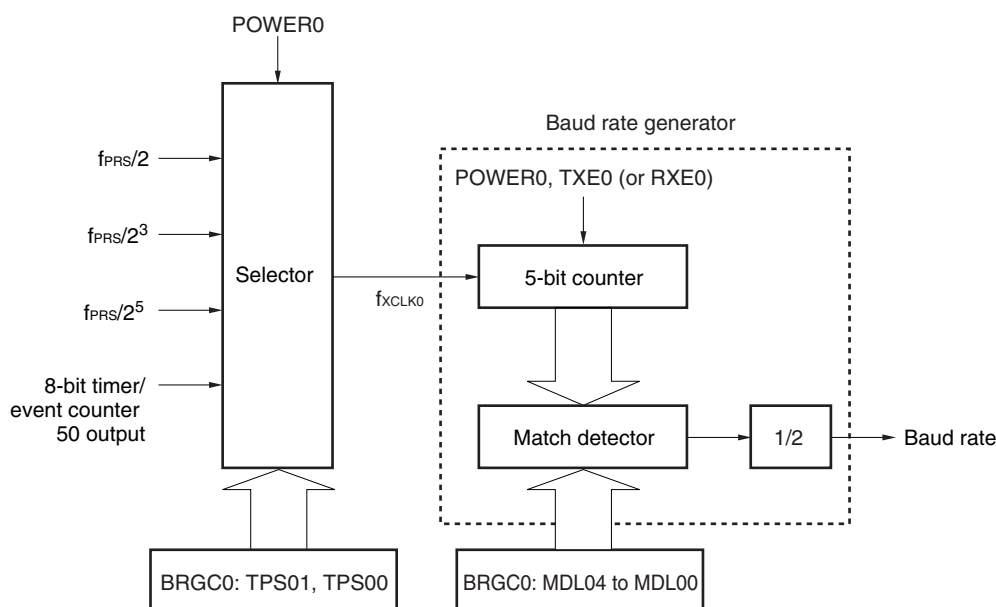 POWER0
Baud rate generator
fPRS/2
POWER0, TXE0 (or RXE0)
fPRS/2³
Selector
5-bit counter
fXCLK0
fPRS/2⁵
8-bit timer/
event counter
50 output
Match detector
1/2
Baud rate
BRGC0: TPS01, TPS00
BRGC0: MDL04 to MDL00